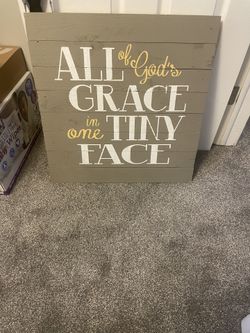 ALL of God's
GRACE
in one TINY
FACE